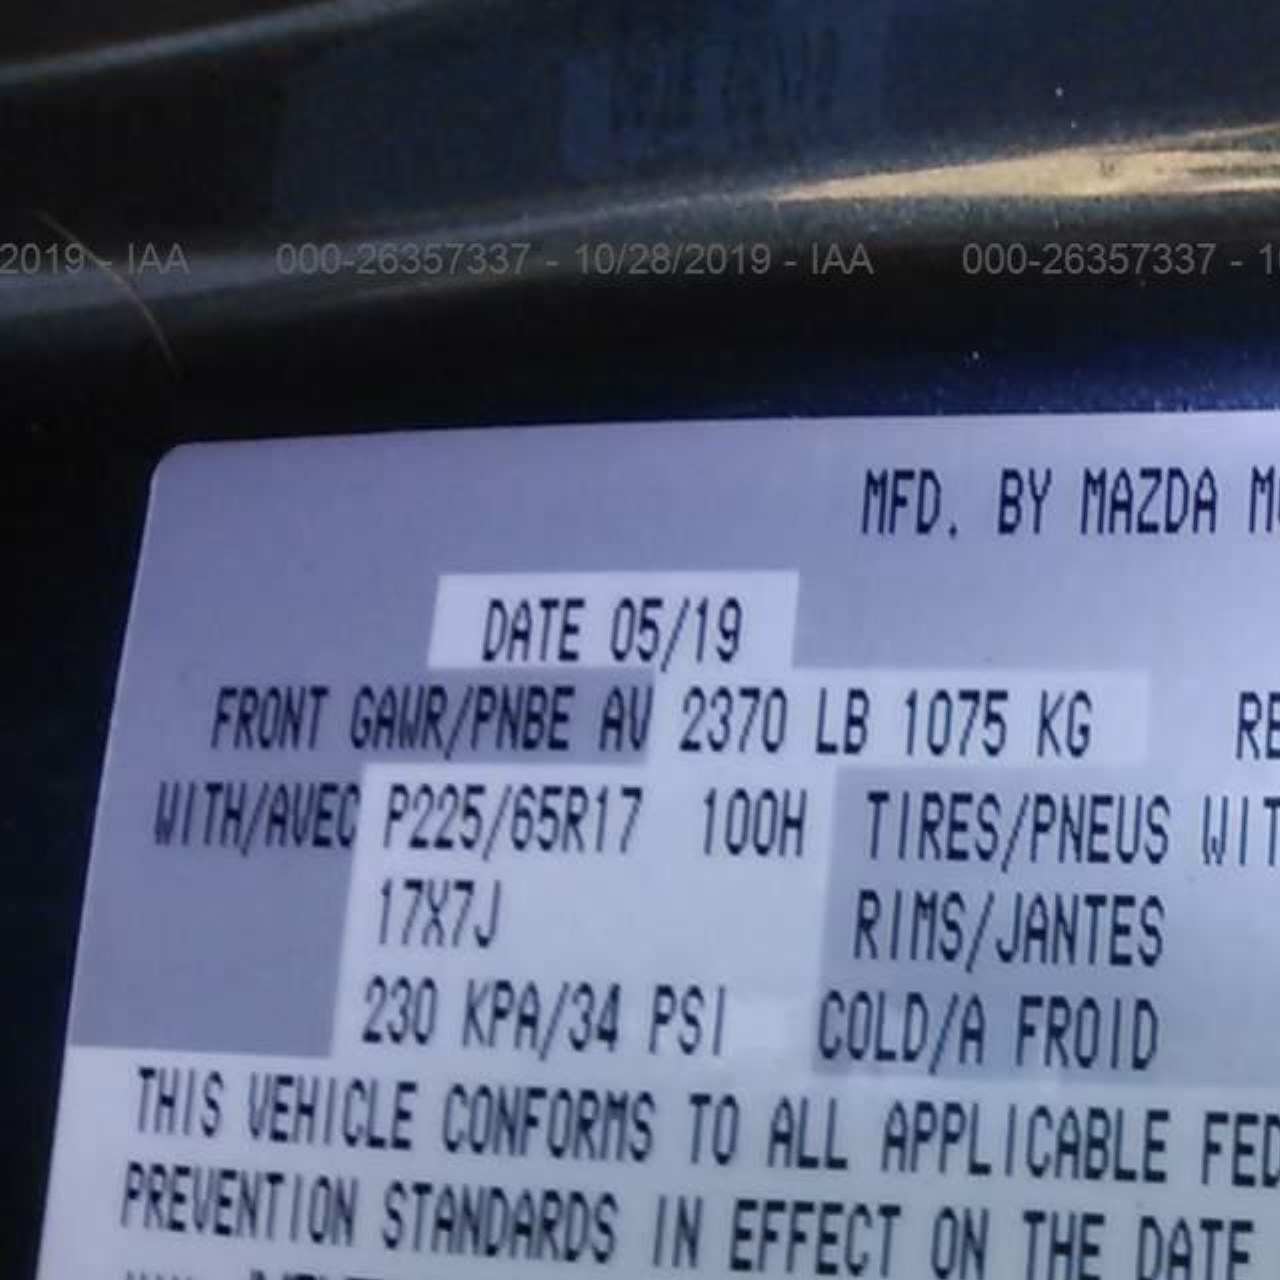 2019 - IAA 000-26357337 - 10/28/2019 - IAA 000-26357337 - 1
MFD. BY MAZDA
DATE 05/19
FRONT GAWR/PNBE AV 2370 LB 1075 KG
WITH/AVEC P225/65R17 100H TIRES/PNEUS WIT
17X7J RIMS/JANTES
230 KPA/34 PSI COLD/A FROID
THIS VEHICLE CONFORMS TO ALL APPLICABLE FED
PREVENTION STANDARDS IN EFFECT ON THE DATE